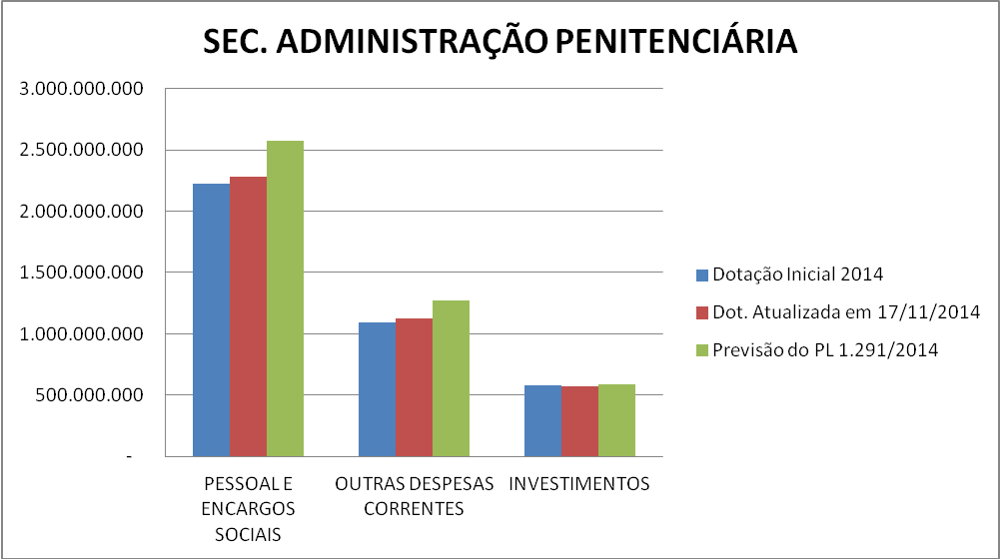 SEC. ADMINISTRAÇÃO PENITENCIÁRIA
3.000.000.000
2.500.000.000
2.000.000.000
1.500.000.000
1.000.000.000
500.000.000
-
PESSOAL E
ENCARGOS
SOCIAIS
OUTRAS DESPESAS
CORRENTES
INVESTIMENTOS
Dotação Inicial 2014
Dot. Atualizada em 17/11/2014
Previsão do PL 1.291/2014